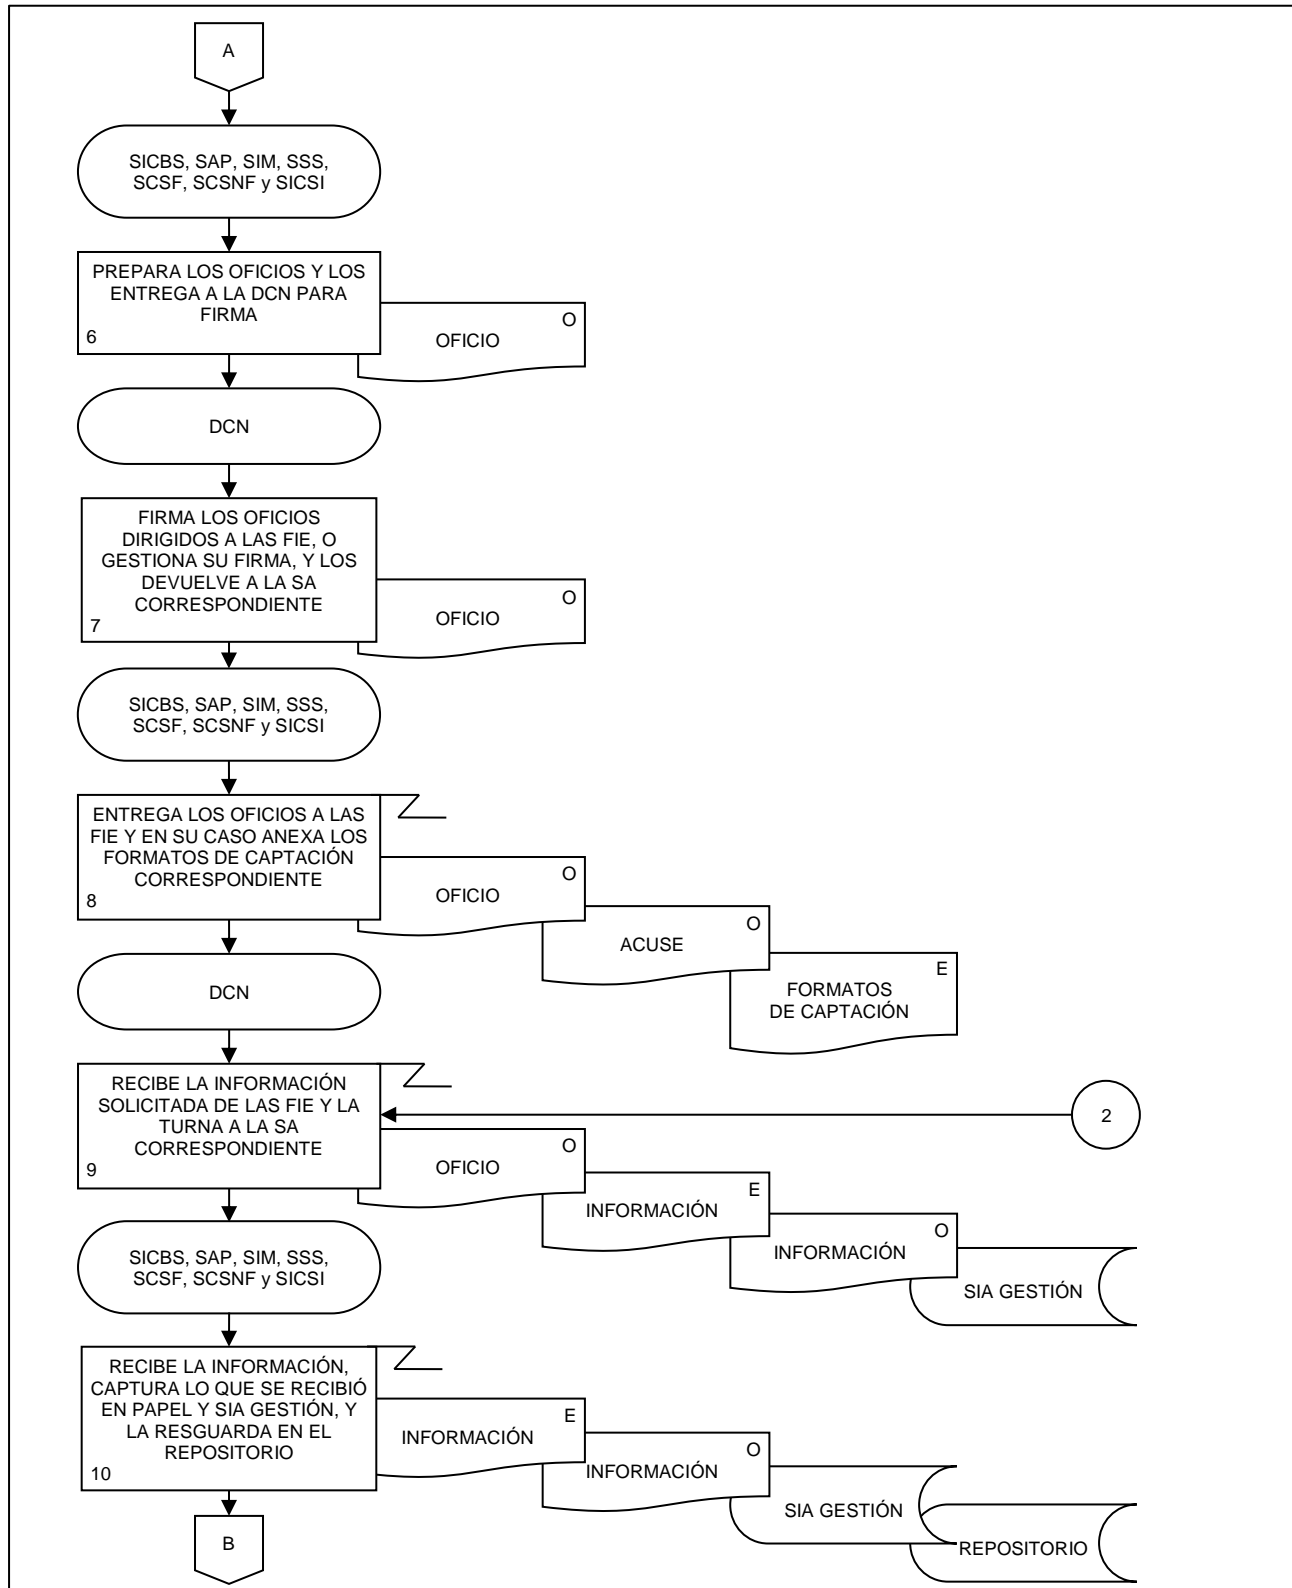 A
SICBS, SAP, SIM, SSS,
SCSF, SCSNF y SICSI
PREPARA LOS OFICIOS Y LOS
ENTREGA A LA DCN PARA
FIRMA
6
O
OFICIO
DCN
FIRMA LOS OFICIOS
DIRIGIDOS A LAS FIE, O
GESTIONA SU FIRMA, Y LOS
DEVUELVE A LA SA
CORRESPONDIENTE
7
O
OFICIO
SICBS, SAP, SIM, SSS,
SCSF, SCSNF y SICSI
ENTREGA LOS OFICIOS A LAS
FIE Y EN SU CASO ANEXA LOS
FORMATOS DE CAPTACIÓN
CORRESPONDIENTE
8
O
OFICIO
O
ACUSE
E
FORMATOS
DE CAPTACIÓN
DCN
RECIBE LA INFORMACIÓN
SOLICITADA DE LAS FIE Y LA
TURNA A LA SA
CORRESPONDIENTE
9
2
O
OFICIO
E
INFORMACIÓN
O
INFORMACIÓN
SIA GESTIÓN
SICBS, SAP, SIM, SSS,
SCSF, SCSNF y SICSI
RECIBE LA INFORMACIÓN,
CAPTURA LO QUE SE RECIBIÓ
EN PAPEL Y SIA GESTIÓN, Y
LA RESGUARDA EN EL
REPOSITORIO
10
E
INFORMACIÓN
O
INFORMACIÓN
SIA GESTIÓN
REPOSITORIO
B